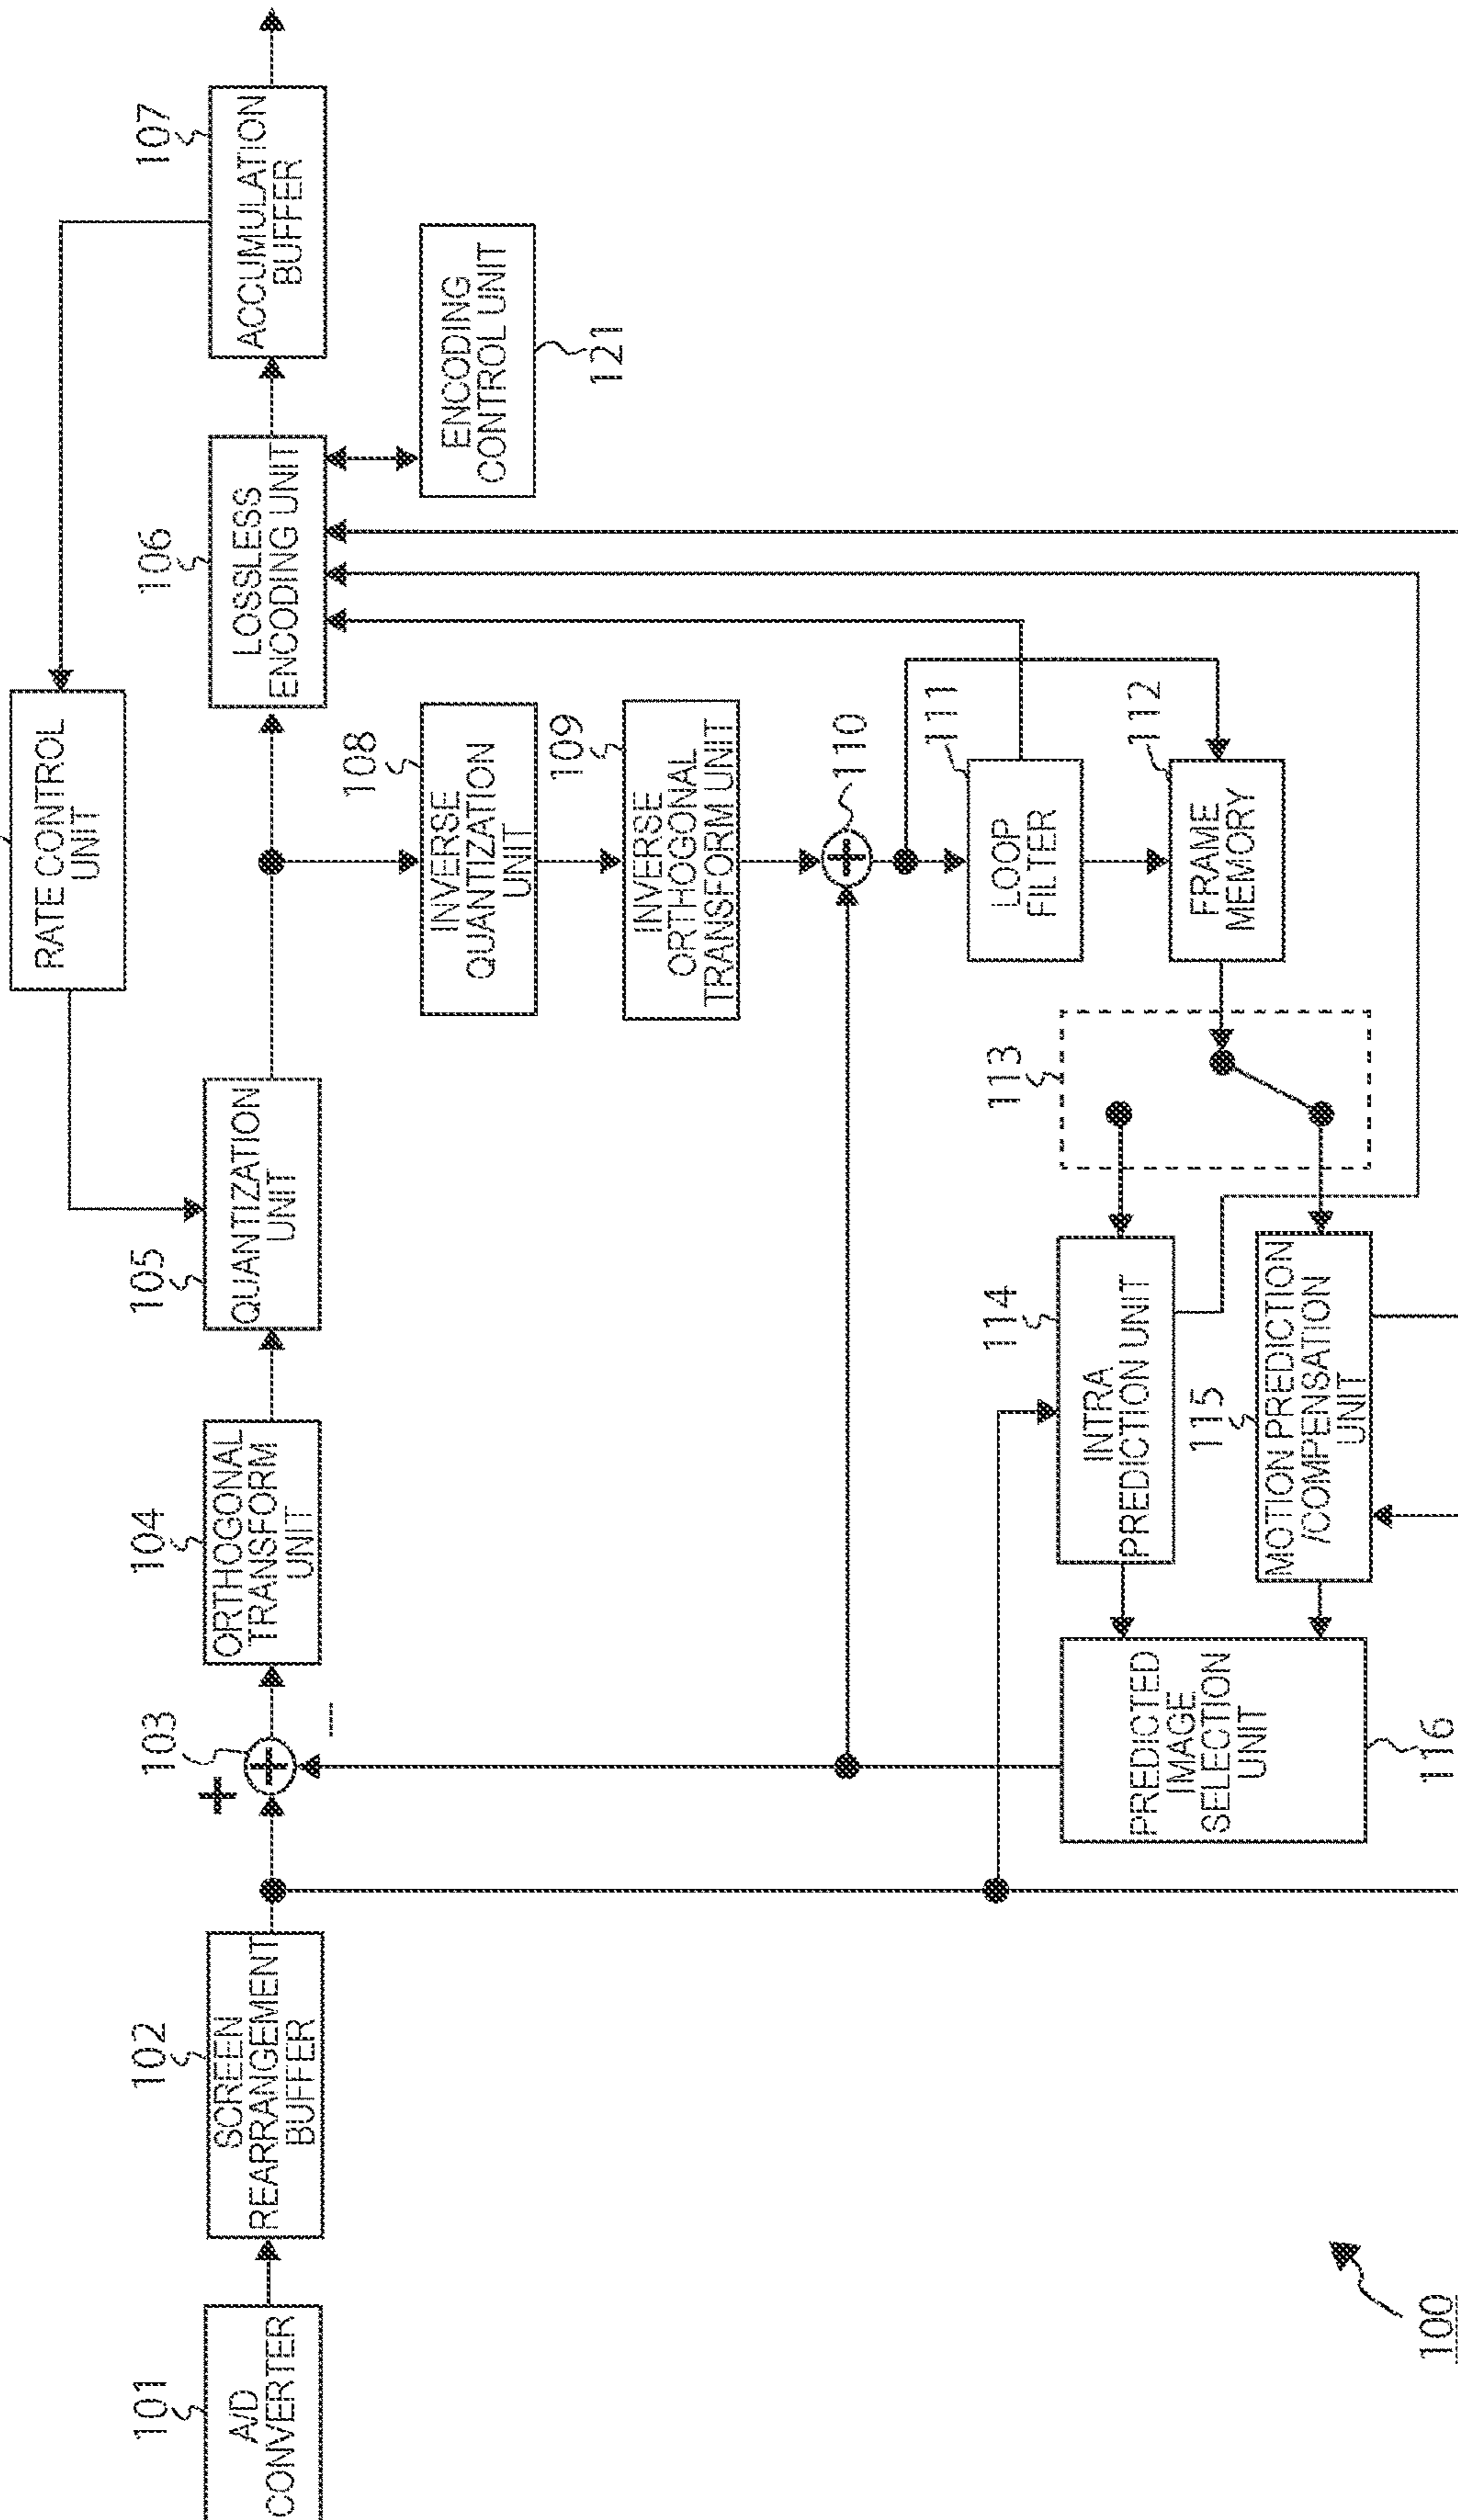 RATE CONTROL
UNIT
101
A/D
CONVERTER
102
SCREEN
REARRANGEMENT
BUFFER
103
+
+
–
104
ORTHOGONAL
TRANSFORM
UNIT
105
QUANTIZATION
UNIT
106
LOSSLESS
ENCODING UNIT
107
ACCUMULATION
BUFFER
108
INVERSE
QUANTIZATION
UNIT
ENCODING
CONTROL UNIT
121
109
INVERSE
ORTHOGONAL
TRANSFORM UNIT
+
110
111
LOOP
FILTER
112
FRAME
MEMORY
113
114
INTRA
PREDICTION UNIT
115
MOTION PREDICTION
/COMPENSATION
UNIT
PREDICTED
IMAGE
SELECTION
UNIT
116
100